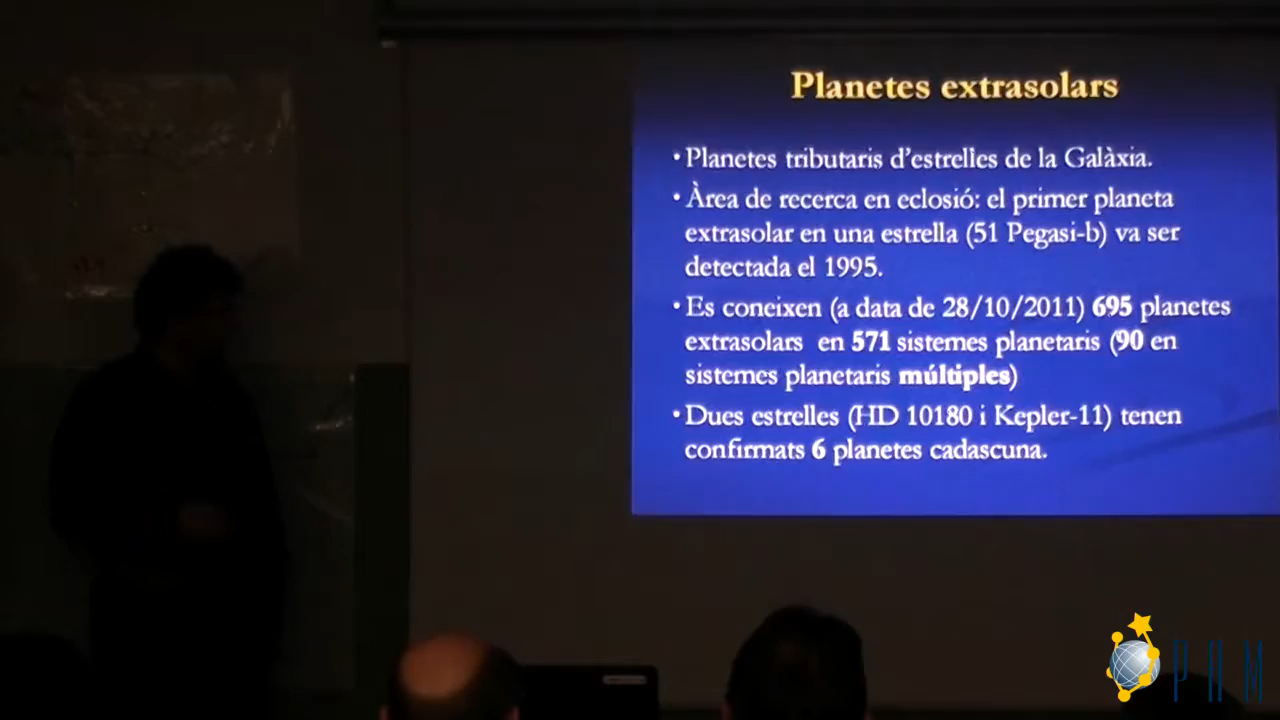 Planetes extrasolars
•Planetes tributaris d'estrelles de la Galàxia.
•Àrea de recerca en eclosió: el primer planeta
extrasolar en una estrella (51 Pegasi-b) va ser
detectada el 1995.
•Es coneixen (a data de 28/10/2011) 695 planetes
extrasolars en 571 sistemes planetaris (90 en
sistemes planetaris múltiples)
•Dues estrelles (HD 10180 i Kepler-11) tenen
confirmats 6 planetes cadascuna.